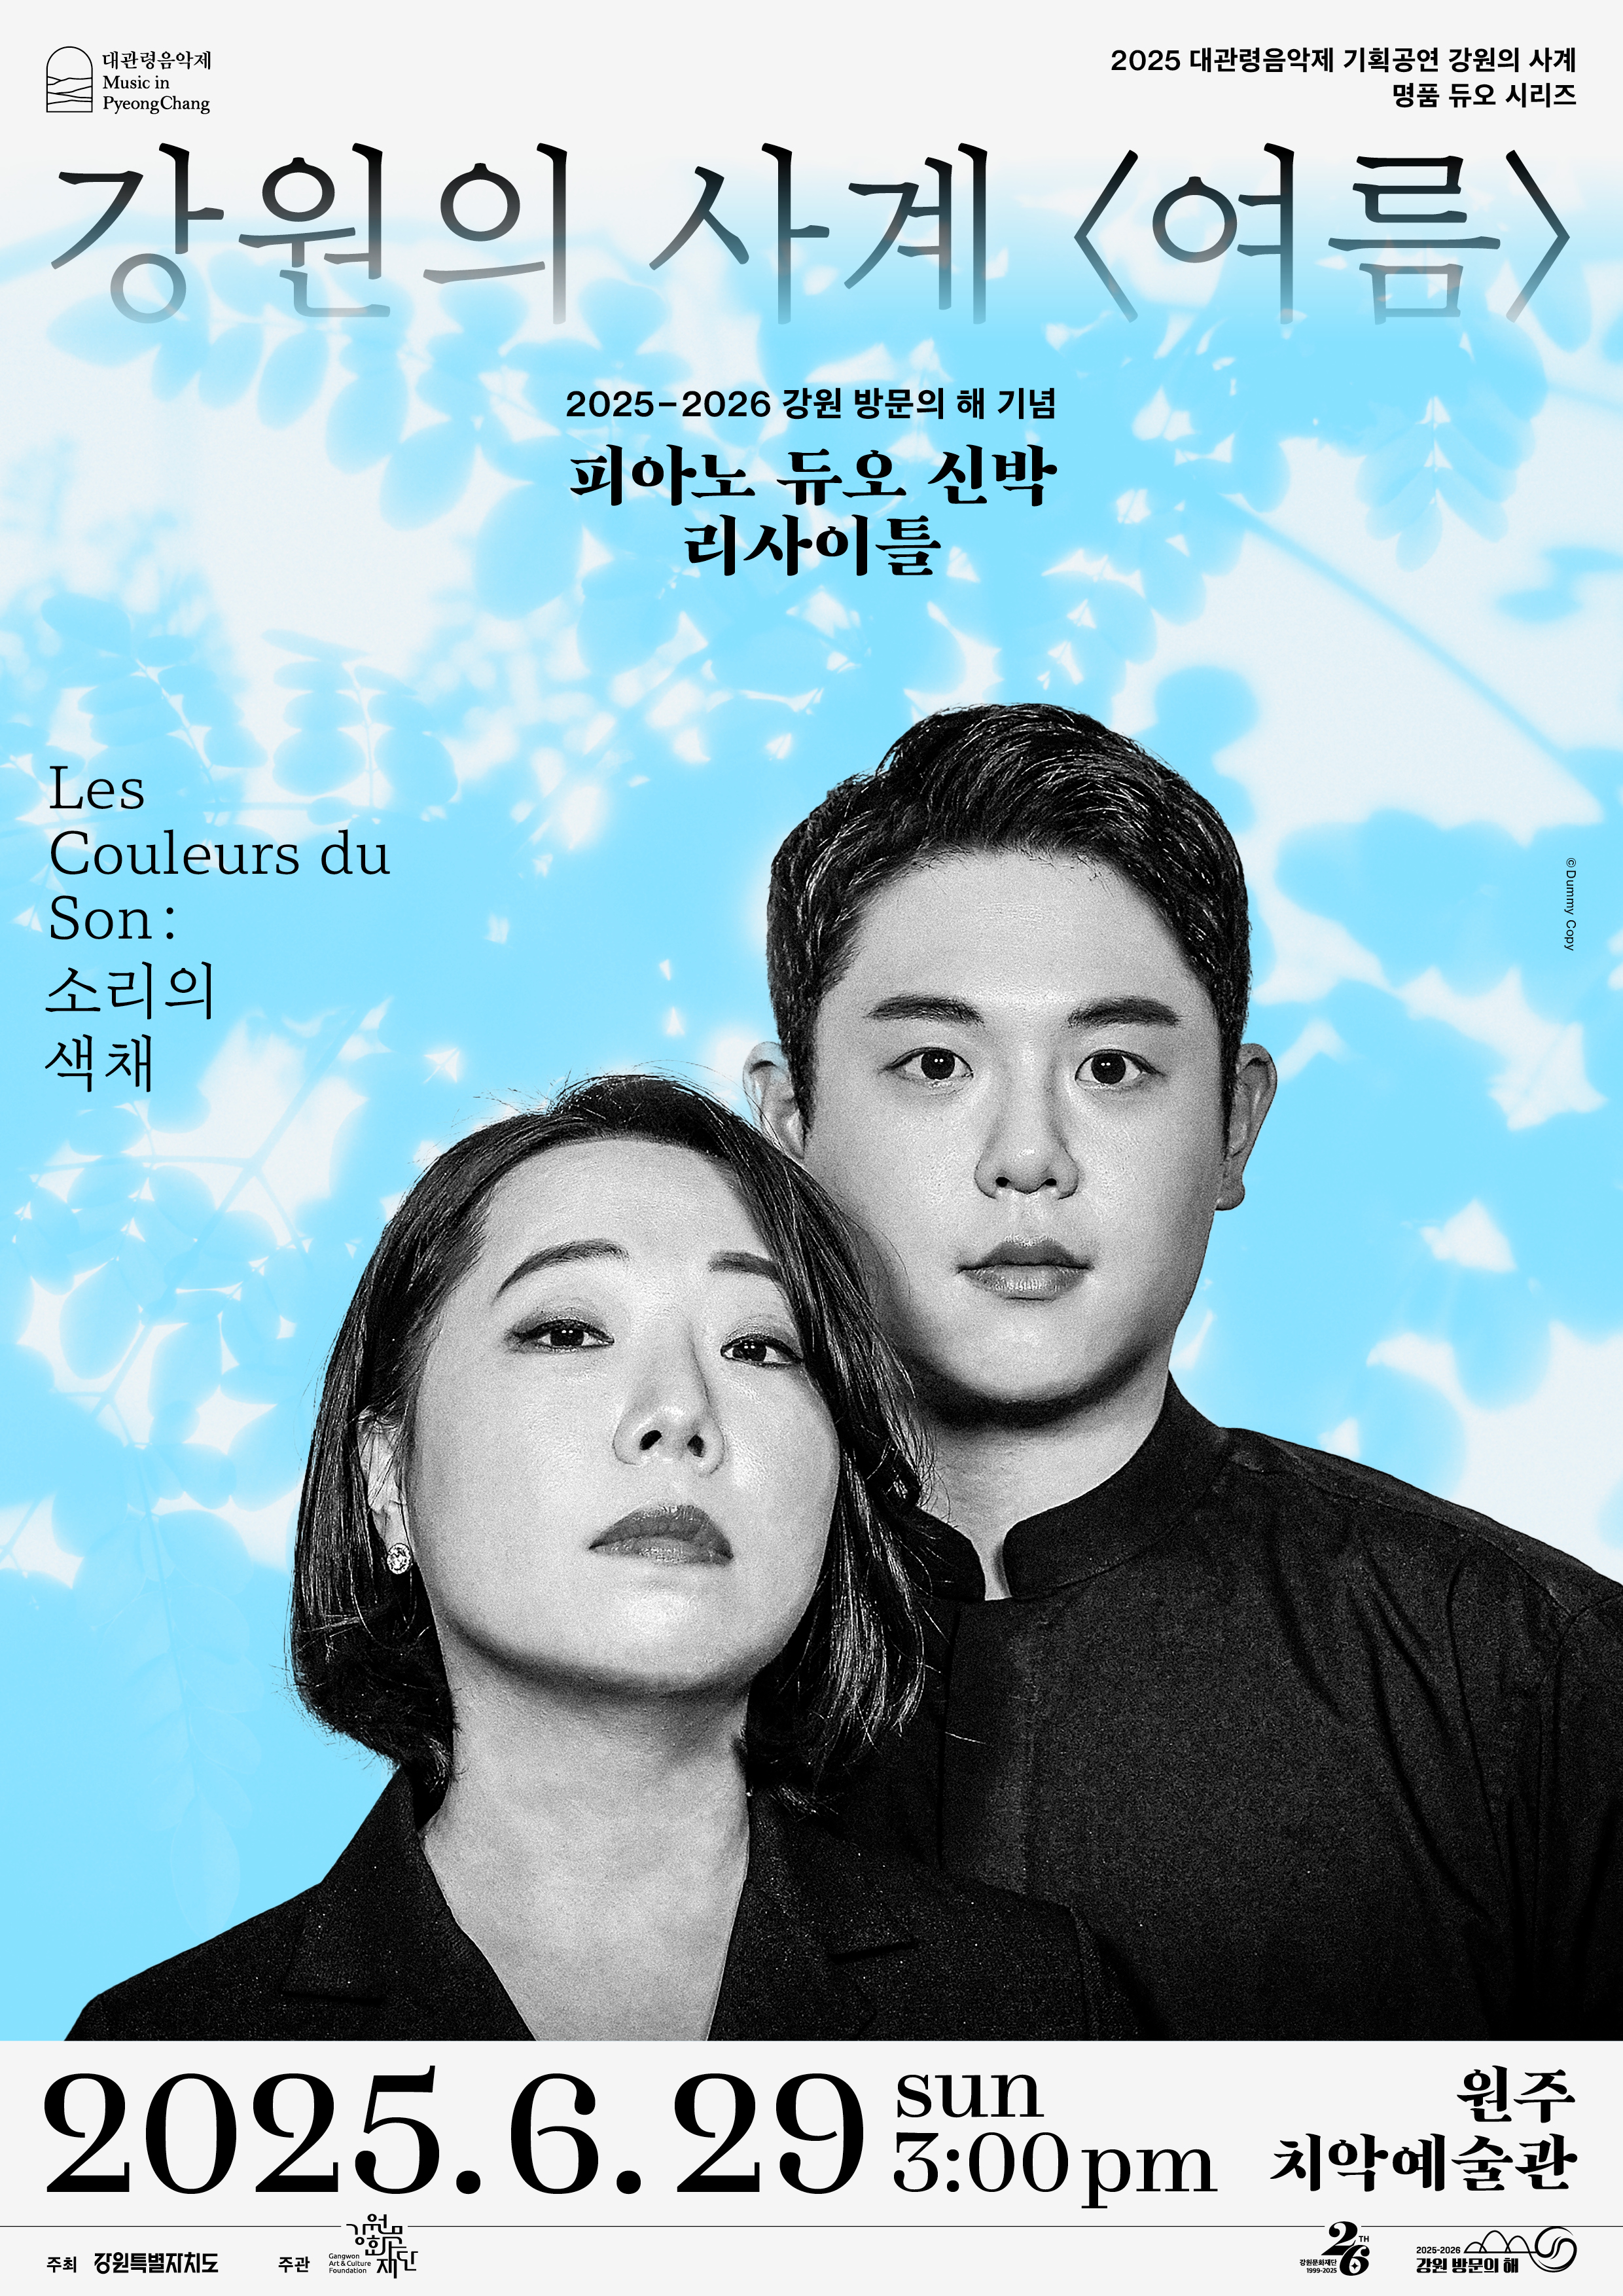 대관령음악제
Music in
PyeongChang
2025 대관령음악제 기획공연 강원의 사계
명품 듀오 시리즈
강원의 사계 〈여름〉
2025–2026 강원 방문의 해 기념
피아노 듀오 신박
리사이틀
Les
Couleurs du
Son :
소리의
색채
©Dummy Copy
2025.6.29
sun
3:00 pm
원주
치악예술관
주최 강원특별자치도
주관
강원문화재단
Gangwon
Art & Culture
Foundation
26TH
강원문화재단
1999-2025
2025-2026
강원 방문의 해